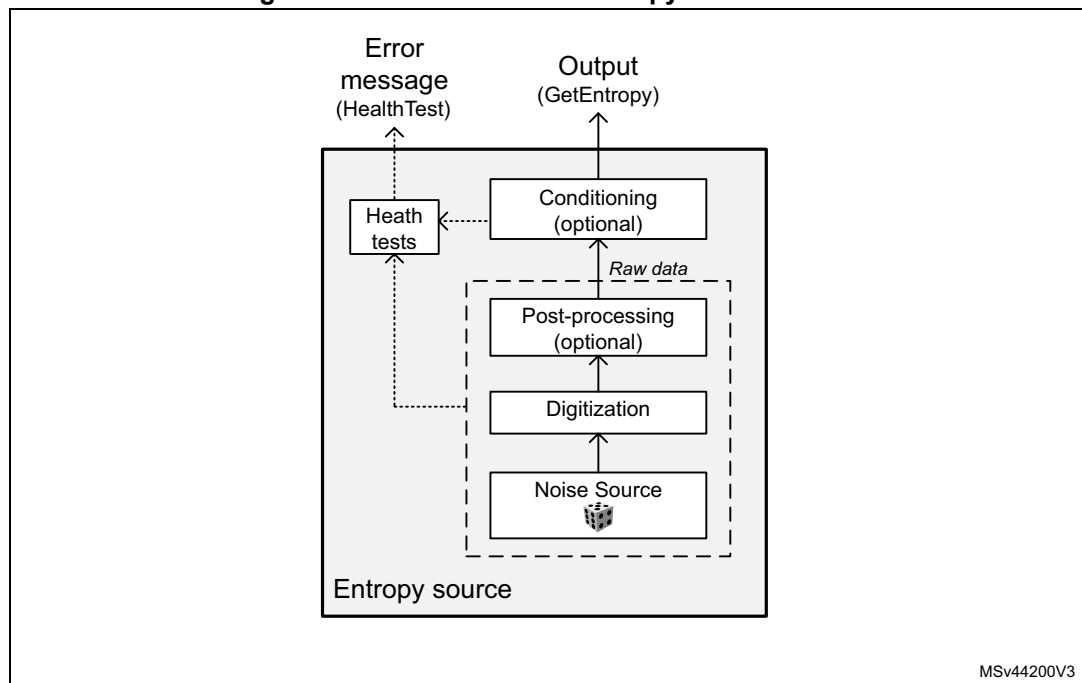 Error
message
(HealthTest)
Output
(GetEntropy)
Heath
tests
Conditioning
(optional)
Raw data
Post-processing
(optional)
Digitization
Noise Source
Entropy source
MSv44200V3